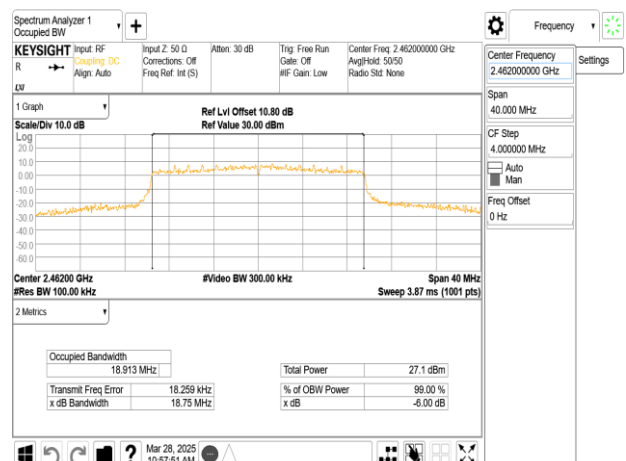 Spectrum Analyzer 1
Occupied BW
Frequency
KEYSIGHT
R
LXI
Input: RF
Coupling: DC
Align: Auto
Input Z: 50 Ω
Corrections: Off
Freq Ref: Int (S)
Atten: 30 dB
Trig: Free Run
Gate: Off
#IF Gain: Low
Center Freq: 2.462000000 GHz
Avg|Hold: 50/50
Radio Std: None
Center Frequency
2.462000000 GHz
Settings
Span
40.000 MHz
CF Step
4.000000 MHz
Auto
Man
Freq Offset
0 Hz
1 Graph
Scale/Div 10.0 dB
Ref Lvl Offset 10.80 dB
Ref Value 30.00 dBm
Log
20.0
10.0
0.00
-10.0
-20.0
-30.0
-40.0
-50.0
-60.0
Center 2.46200 GHz
#Res BW 100.00 kHz
#Video BW 300.00 kHz
Span 40 MHz
Sweep 3.87 ms (1001 pts)
2 Metrics
Occupied Bandwidth
18.913 MHz
Total Power 27.1 dBm
Transmit Freq Error 18.259 kHz
% of OBW Power 99.00 %
x dB Bandwidth 18.75 MHz
x dB -6.00 dB
?
Mar 28, 2025
10:57:51 AM